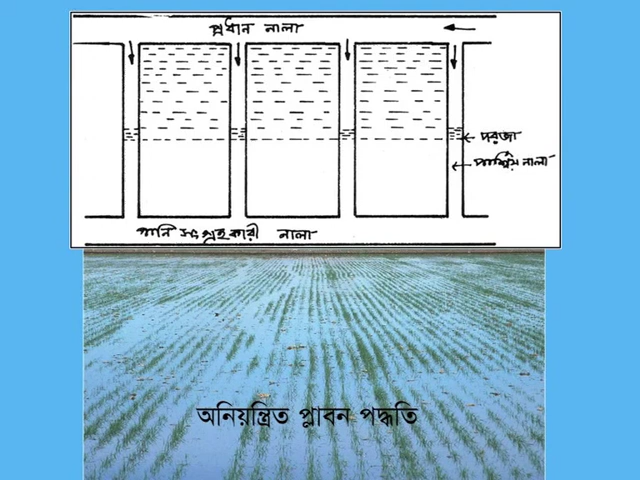 প্রধান নালা
দরজা
পার্শ্বীয় নালা
পানি সংগ্রহকারী নালা
অনিয়ন্ত্রিত প্লাবন পদ্ধতি